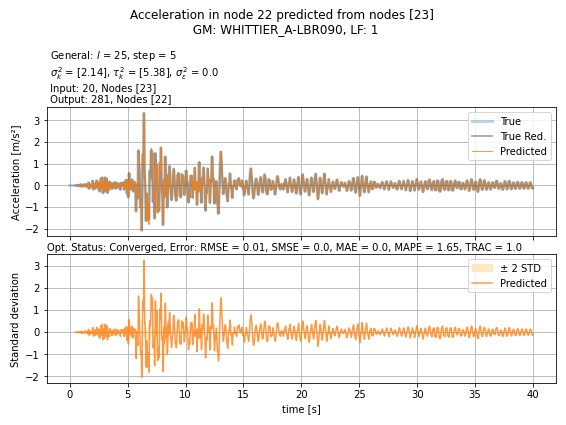 Acceleration in node 22 predicted from nodes [23]
GM: WHITTIER_A-LBR090, LF: 1
General: l = 25, step = 5
σ²ₖ = [2.14], τ²ₖ = [5.38], σ²ε = 0.0
Input: 20, Nodes [23]
Output: 281, Nodes [22]
Acceleration [m/s²]
3
2
1
0
−1
−2
True
True Red.
Predicted
Opt. Status: Converged, Error: RMSE = 0.01, SMSE = 0.0, MAE = 0.0, MAPE = 1.65, TRAC = 1.0
Standard deviation
3
2
1
0
−1
−2
± 2 STD
Predicted
0 5 10 15 20 25 30 35 40
time [s]